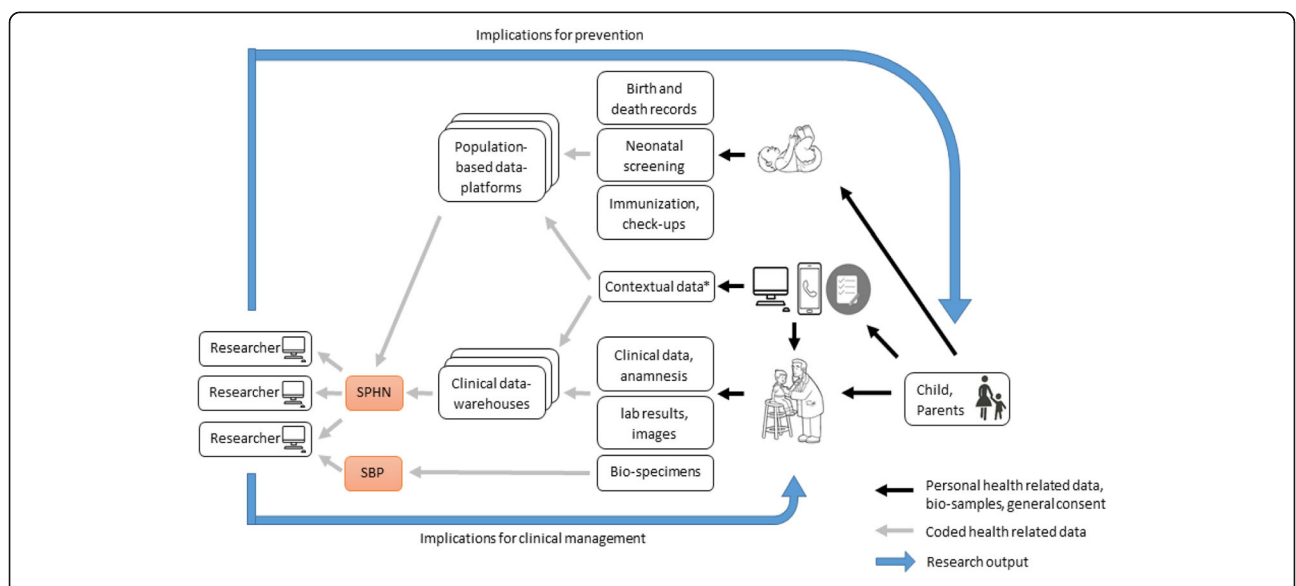 Implications for prevention
Birth and
death records
Population-
based data-
platforms
Neonatal
screening
Immunization,
check-ups
Contextual data*
Researcher
Researcher
Researcher
SPHN
SBP
Clinical data-
warehouses
Clinical data,
anamnesis
lab results,
images
Bio-specimens
Child,
Parents
Implications for clinical management
Personal health related data,
bio-samples, general consent
Coded health related data
Research output